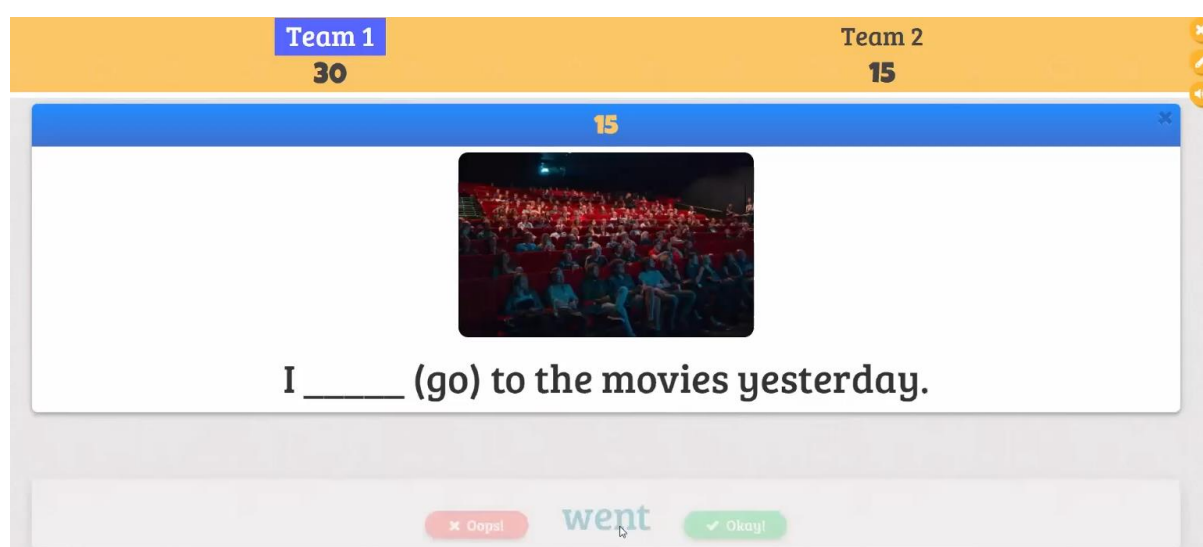 Team 1 Team 2
30 15
15
I _____ (go) to the movies yesterday.
Oops! went Okay!